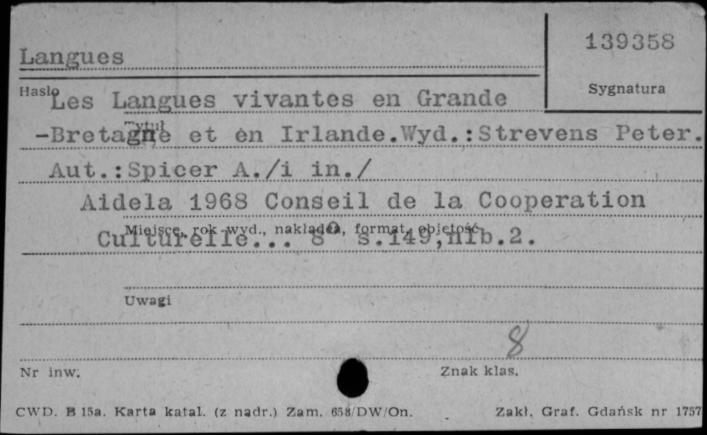 Langues
139358
Hasło
Sygnatura
Les Langues vivantes en Grande
-Bretagne et en Irlande.Wyd.:Strevens Peter.
Tytuł
Aut.:Spicer A./i in./
Aidela 1968 Conseil de la Cooperation
Miejsce, rok wyd., nakładca, format, objętość
Culturelle... 8° s.149,nlb.2.
Uwagi
8
Nr inw.
Znak klas.
CWD. B 15a. Karta katal. (z nadr.) Zam. 658/DW/On.
Zakł. Graf. Gdańsk nr 1757